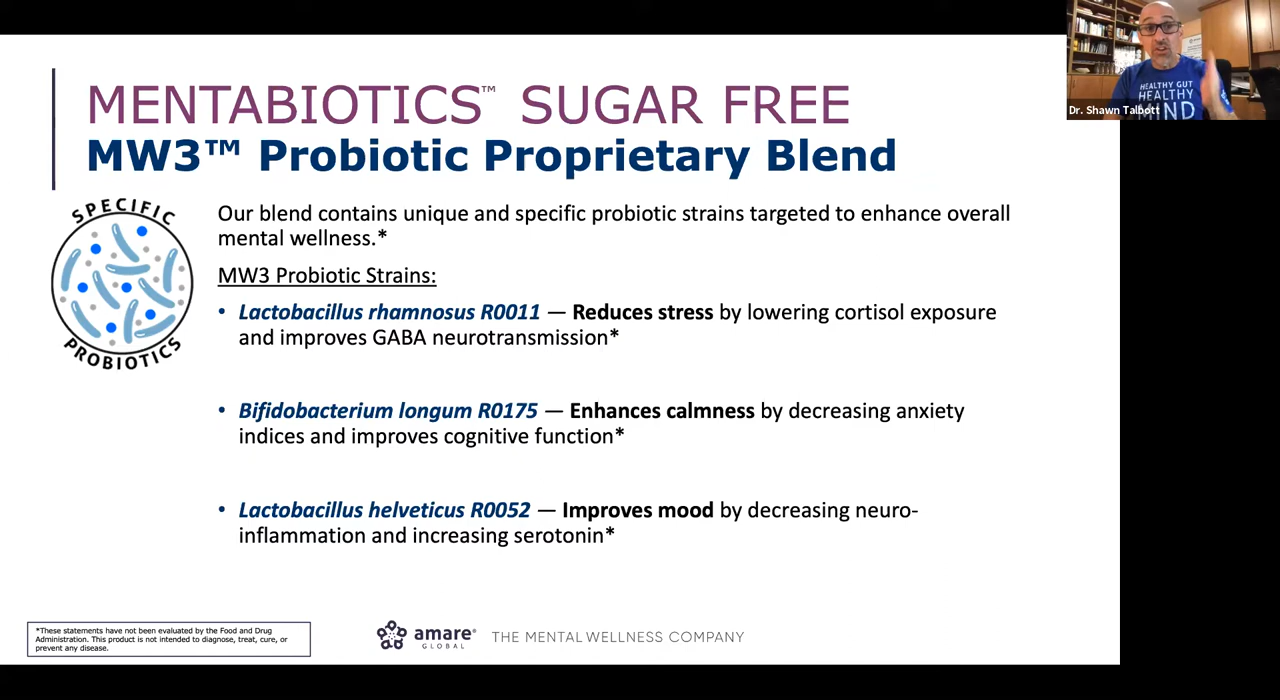 MENTABIOTICS™ SUGAR FREE
MW3™ Probiotic Proprietary Blend
SPECIFIC
PROBIOTICS
Our blend contains unique and specific probiotic strains targeted to enhance overall
mental wellness.*
MW3 Probiotic Strains:
• Lactobacillus rhamnosus R0011 — Reduces stress by lowering cortisol exposure
and improves GABA neurotransmission*
• Bifidobacterium longum R0175 — Enhances calmness by decreasing anxiety
indices and improves cognitive function*
• Lactobacillus helveticus R0052 — Improves mood by decreasing neuro-
inflammation and increasing serotonin*
*These statements have not been evaluated by the Food and Drug
Administration. This product is not intended to diagnose, treat, cure, or
prevent any disease.
amare®
GLOBAL
THE MENTAL WELLNESS COMPANY
HEALTHY GUT
HEALTHY
MIND
Dr. Shawn Talbott